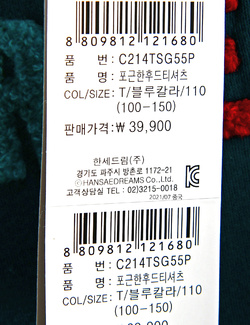 8 809812 121680
품 번: C214TSG55P
품 명: 포근한후드티셔츠
COL/SIZE: T/블루칼라/110
(100-150)
판매가격: ₩ 39,900
한세드림(주)
경기도 파주시 방촌로 1172-21
ⓒHANSAEDREAMS Co.,Ltd.
고객상담실 TEL: 02)3215-0018
2021/07 중국
8 809812 121680
품 번: C214TSG55P
품 명: 포근한후드티셔츠
COL/SIZE: T/블루칼라/110
(100-150)